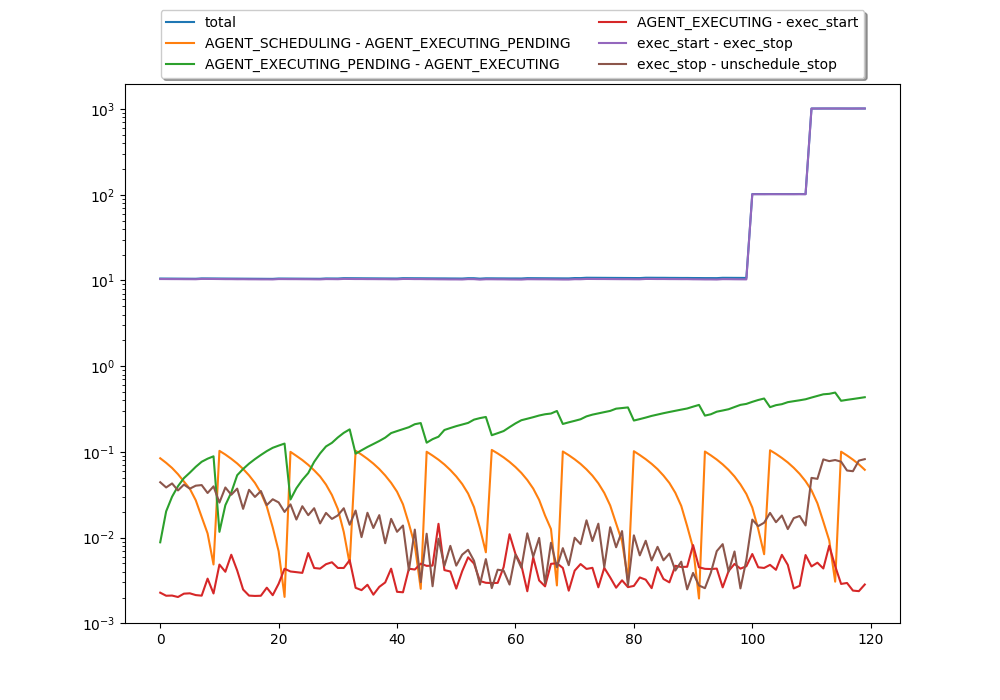 total
AGENT_SCHEDULING - AGENT_EXECUTING_PENDING
AGENT_EXECUTING_PENDING - AGENT_EXECUTING
AGENT_EXECUTING - exec_start
exec_start - exec_stop
exec_stop - unschedule_stop
10³
10²
10¹
10⁰
10⁻¹
10⁻²
10⁻³
0 20 40 60 80 100 120